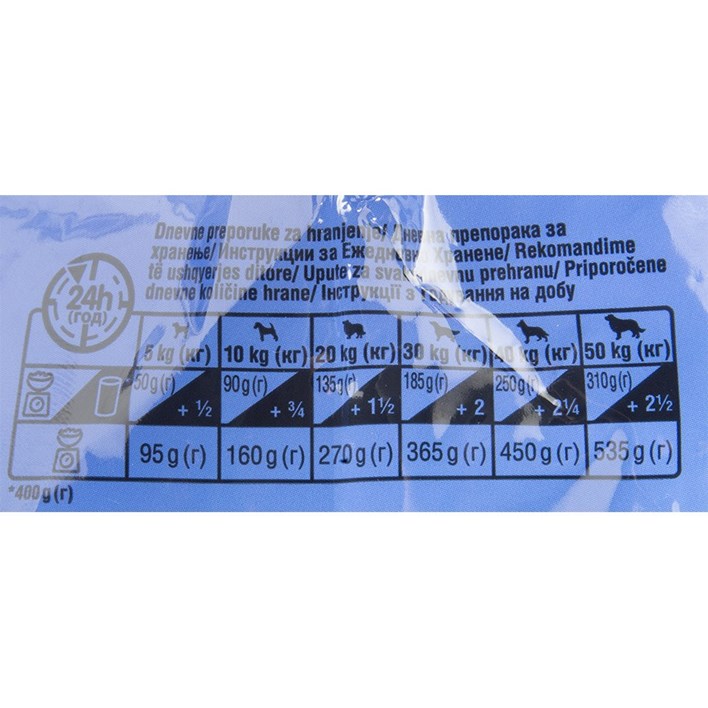 Dnevne preporuke za hranjenje/ Дневна препорака за
хранење/ Инструкции за Ежедневно Хранене/ Rekomandime
të ushqyerjes ditore/ Upute za svakodnevnu prehranu/ Priporočene
dnevne količine hrane/ Інструкції з Годування на добу
24h
(год)
5 kg (кг) 10 kg (кг) 20 kg (кг) 30 kg (кг) 40 kg (кг) 50 kg (кг)
50g(г) 90g(г) 135g(г) 185g(г) 250g(г) 310g(г)
+ ½ + ¾ + 1½ + 2 + 2¼ + 2½
95 g (г) 160 g (г) 270 g (г) 365 g (г) 450 g (г) 535 g (г)
*400 g (г)